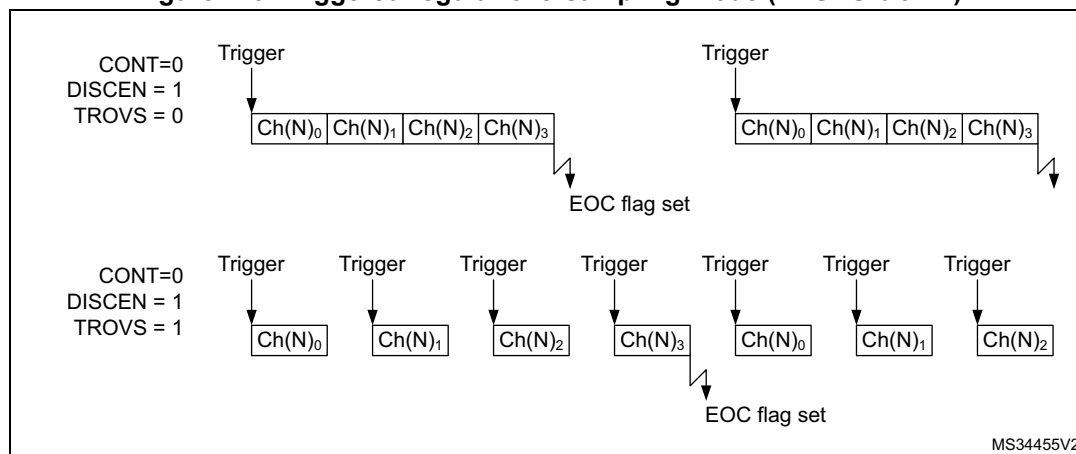 CONT=0
DISCEN = 1
TROVS = 0
Trigger Trigger
Ch(N)₀ Ch(N)₁ Ch(N)₂ Ch(N)₃ Ch(N)₀ Ch(N)₁ Ch(N)₂ Ch(N)₃
EOC flag set
CONT=0
DISCEN = 1
TROVS = 1
Trigger Trigger Trigger Trigger Trigger Trigger Trigger
Ch(N)₀ Ch(N)₁ Ch(N)₂ Ch(N)₃ Ch(N)₀ Ch(N)₁ Ch(N)₂
EOC flag set
MS34455V2